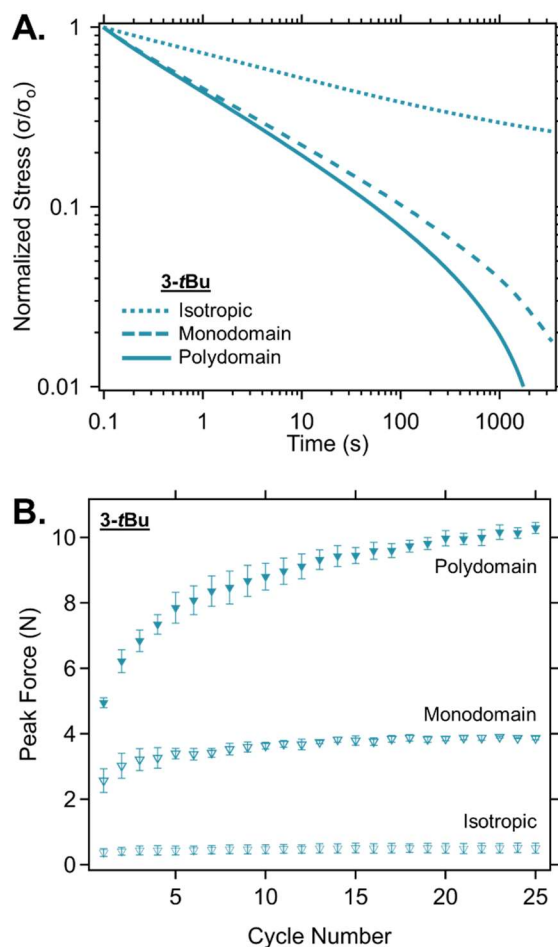 A.
Normalized Stress (σ/σₒ)
1
0.1
0.01
3-tBu
Isotropic
Monodomain
Polydomain
0.1
1
10
100
1000
Time (s)
B.
3-tBu
Peak Force (N)
10
8
6
4
2
0
Polydomain
Monodomain
Isotropic
5
10
15
20
25
Cycle Number